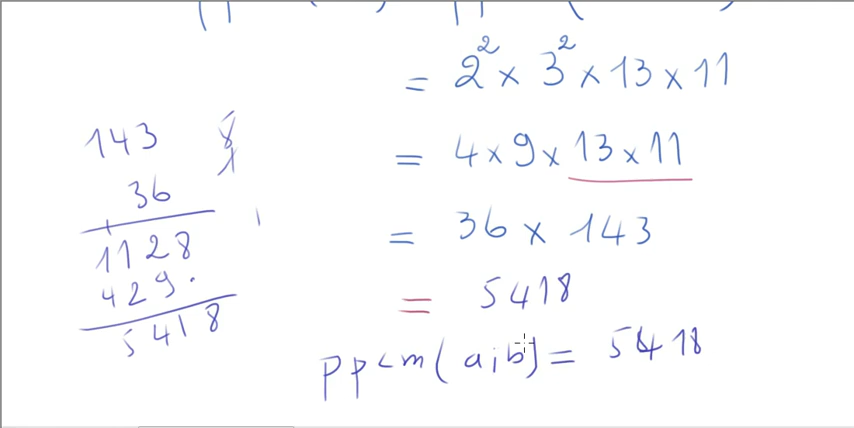 = 2² × 3² × 13 × 11
= 4 × 9 × 13 × 11
= 36 × 143
= 5418
ppcm(a;b) = 5418
143
36
1128
429.
5418